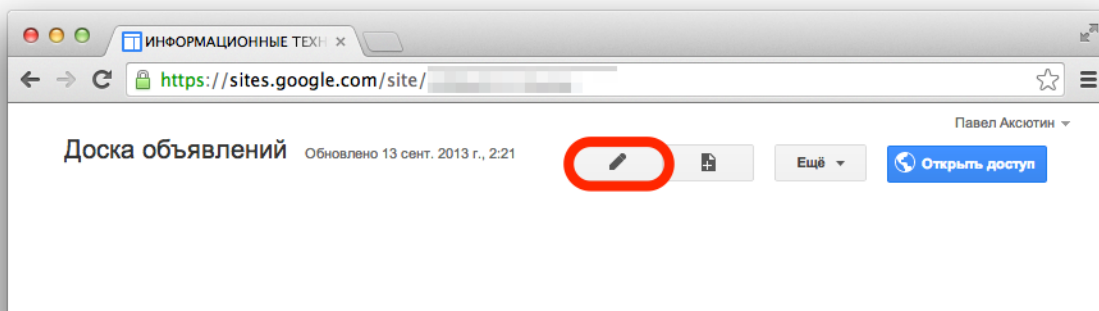 ИНФОРМАЦИОННЫЕ ТЕХН
https://sites.google.com/site/
Павел Аксютин
Доска объявлений Обновлено 13 сент. 2013 г., 2:21 Ещё Открыть доступ